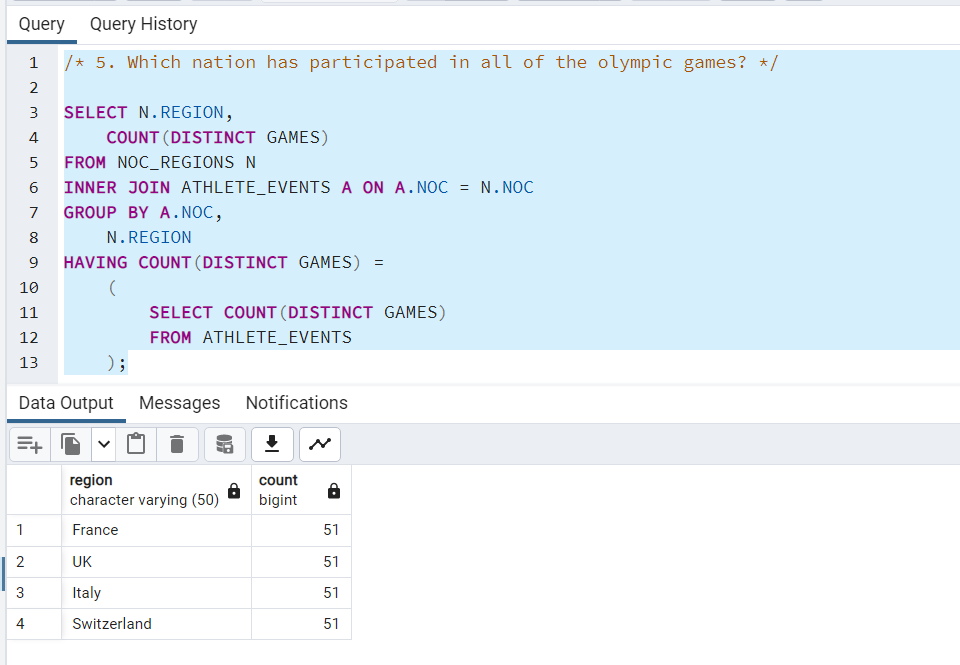 Query Query History
1 /* 5. Which nation has participated in all of the olympic games? */
2
3 SELECT N.REGION,
4 COUNT(DISTINCT GAMES)
5 FROM NOC_REGIONS N
6 INNER JOIN ATHLETE_EVENTS A ON A.NOC = N.NOC
7 GROUP BY A.NOC,
8 N.REGION
9 HAVING COUNT(DISTINCT GAMES) =
10 (
11 SELECT COUNT(DISTINCT GAMES)
12 FROM ATHLETE_EVENTS
13 );
Data Output Messages Notifications
region count
character varying (50) bigint
1 France 51
2 UK 51
3 Italy 51
4 Switzerland 51